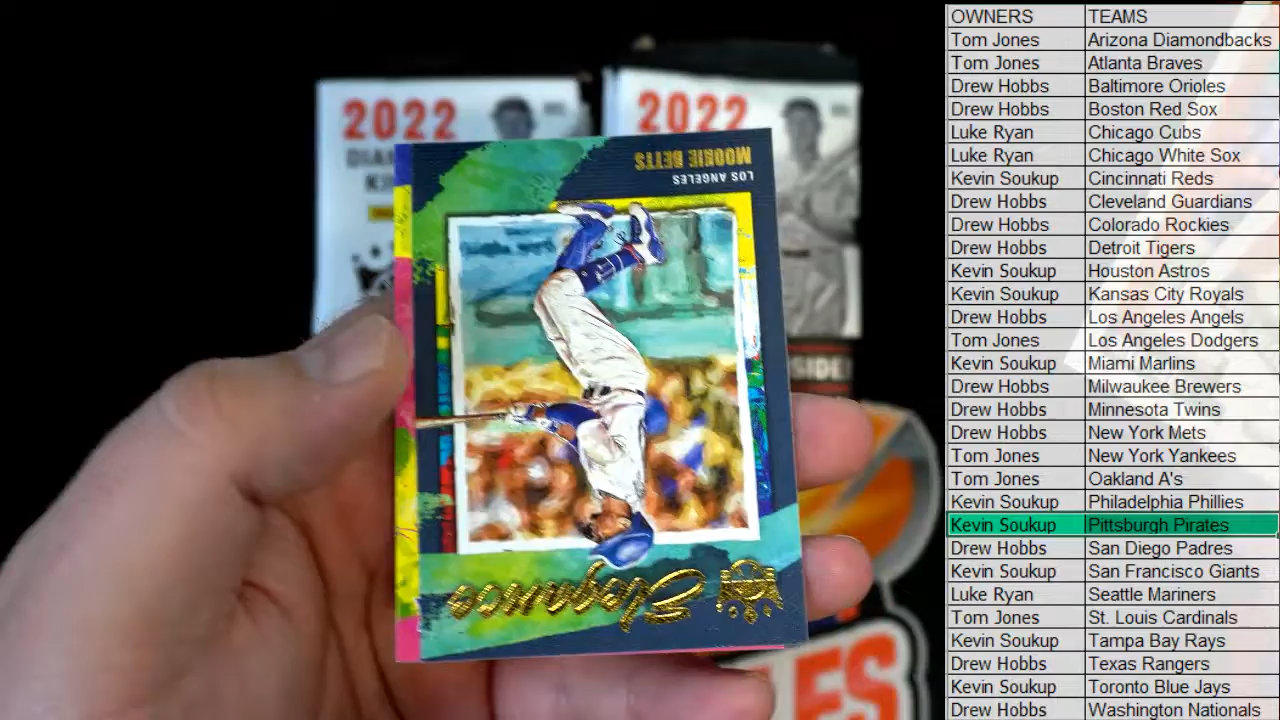 2022
2022
MOOKIE BETTS
LOS ANGELES
Elegance
OWNERS TEAMS
Tom Jones Arizona Diamondbacks
Tom Jones Atlanta Braves
Drew Hobbs Baltimore Orioles
Drew Hobbs Boston Red Sox
Luke Ryan Chicago Cubs
Luke Ryan Chicago White Sox
Kevin Soukup Cincinnati Reds
Drew Hobbs Cleveland Guardians
Drew Hobbs Colorado Rockies
Drew Hobbs Detroit Tigers
Kevin Soukup Houston Astros
Kevin Soukup Kansas City Royals
Drew Hobbs Los Angeles Angels
Tom Jones Los Angeles Dodgers
Kevin Soukup Miami Marlins
Drew Hobbs Milwaukee Brewers
Drew Hobbs Minnesota Twins
Drew Hobbs New York Mets
Tom Jones New York Yankees
Tom Jones Oakland A's
Kevin Soukup Philadelphia Phillies
Kevin Soukup Pittsburgh Pirates
Drew Hobbs San Diego Padres
Kevin Soukup San Francisco Giants
Luke Ryan Seattle Mariners
Tom Jones St. Louis Cardinals
Kevin Soukup Tampa Bay Rays
Drew Hobbs Texas Rangers
Kevin Soukup Toronto Blue Jays
Drew Hobbs Washington Nationals